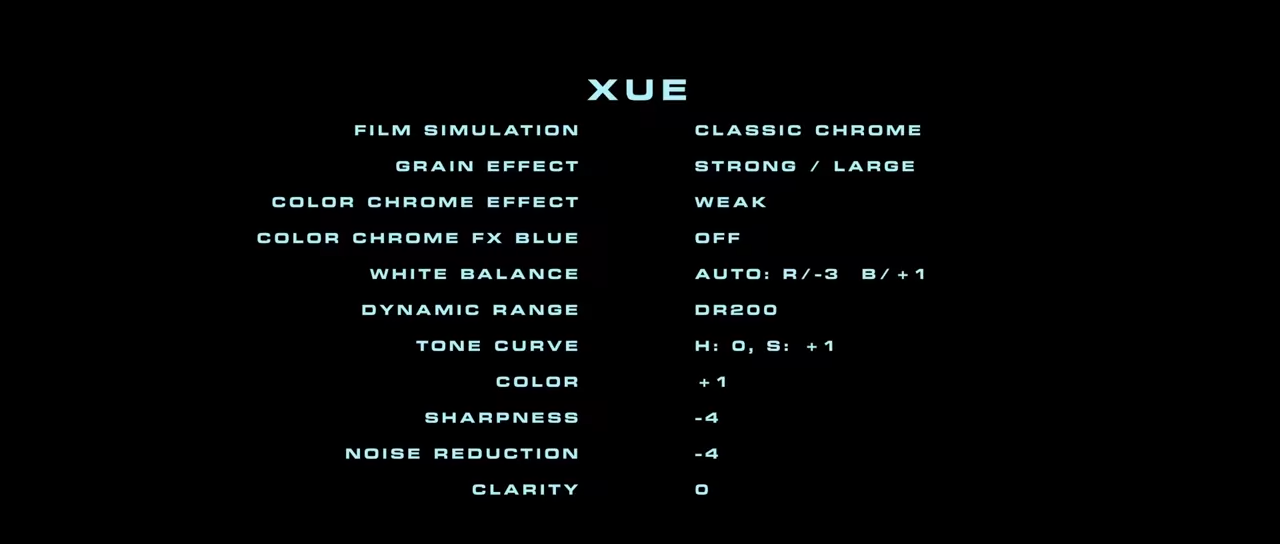 XUE
FILM SIMULATION CLASSIC CHROME
GRAIN EFFECT STRONG / LARGE
COLOR CHROME EFFECT WEAK
COLOR CHROME FX BLUE OFF
WHITE BALANCE AUTO: R/-3 B/+1
DYNAMIC RANGE DR200
TONE CURVE H: 0, S: +1
COLOR +1
SHARPNESS -4
NOISE REDUCTION -4
CLARITY 0